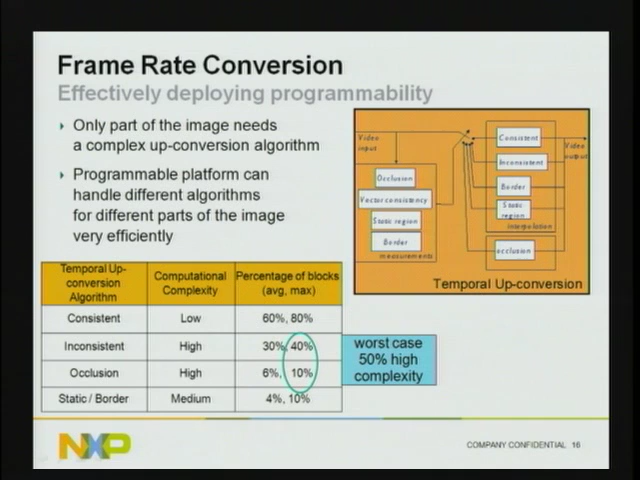 Frame Rate Conversion
Effectively deploying programmability
Only part of the image needs
a complex up-conversion algorithm
Programmable platform can
handle different algorithms
for different parts of the image
very efficiently
Video
input
Occlusion
Vector consistency
Static region
Border
measurements
Consistent
Inconsistent
Border
Static
region
interpolation
occlusion
Video
output
Temporal Up-conversion
Temporal Up-
conversion
Algorithm
Computational
Complexity
Percentage of blocks
(avg, max)
Consistent Low 60%, 80%
Inconsistent High 30%, 40%
Occlusion High 6%, 10%
Static / Border Medium 4%, 10%
worst case
50% high
complexity
NXP
COMPANY CONFIDENTIAL 16